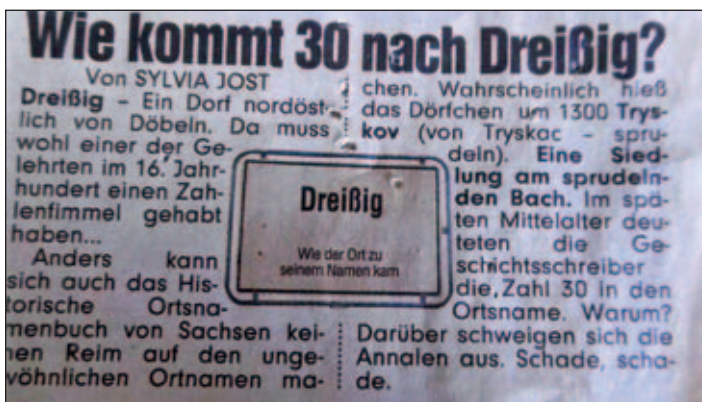 Wie kommt 30 nach Dreißig?
Von SYLVIA JOST
Dreißig – Ein Dorf nordöst-
lich von Döbeln. Da muss
wohl einer der Ge-
lehrten im 16. Jahr-
hundert einen Zah-
lenfimmel gehabt
haben...
Anders kann
sich auch das His-
torische Ortsna-
menbuch von Sachsen kei-
nen Reim auf den unge-
wöhnlichen Ortnamen ma-
Dreißig
Wie der Ort zu
seinem Namen kam
chen. Wahrscheinlich hieß
das Dörfchen um 1300 Trys-
kov (von Tryskac – spru-
deln). Eine Sied-
lung am sprudeln-
den Bach. Im spä-
ten Mittelalter deu-
teten die Ge-
schichtsschreiber
die Zahl 30 in den
Ortsname. Warum?
Darüber schweigen sich die
Annalen aus. Schade, scha-
de.